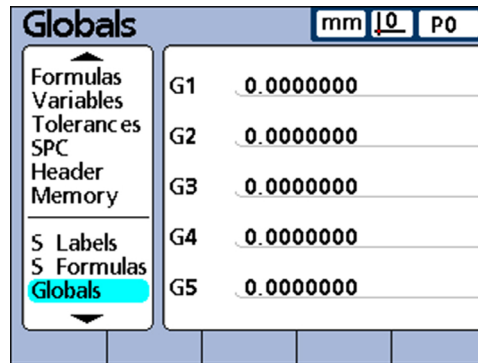 Globals
mm 0 P0
Formulas
Variables
Tolerances
SPC
Header
Memory
S Labels
S Formulas
Globals
G1 0.0000000
G2 0.0000000
G3 0.0000000
G4 0.0000000
G5 0.0000000